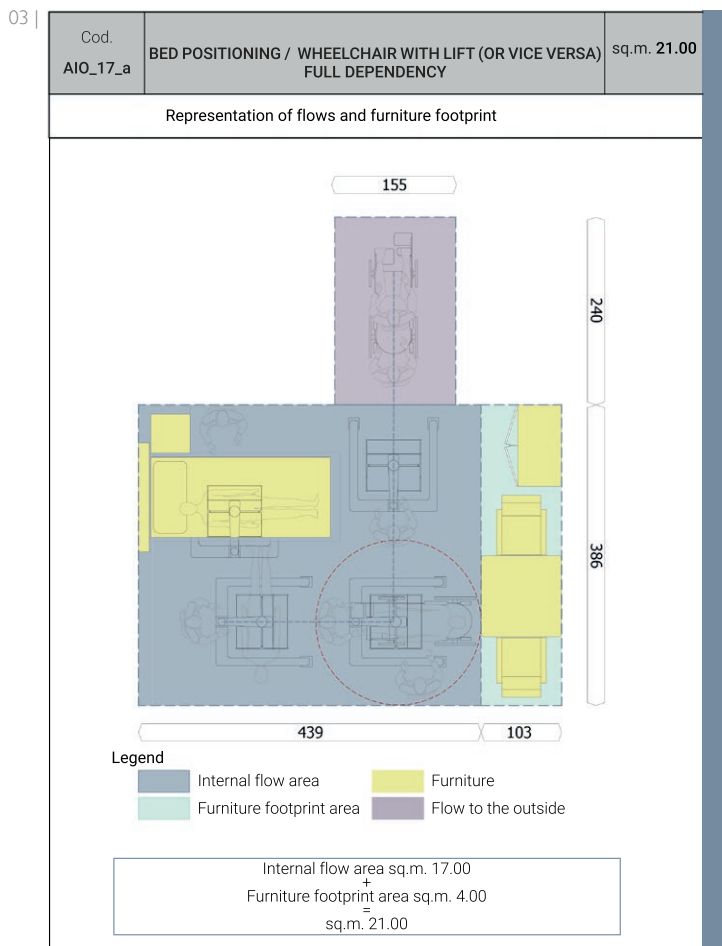 03 |
Cod.
AIO_17_a
BED POSITIONING / WHEELCHAIR WITH LIFT (OR VICE VERSA)
FULL DEPENDENCY
sq.m. 21.00
Representation of flows and furniture footprint
155
240
386
439
103
Legend
Internal flow area
Furniture
Furniture footprint area
Flow to the outside
Internal flow area sq.m. 17.00
+
Furniture footprint area sq.m. 4.00
=
sq.m. 21.00